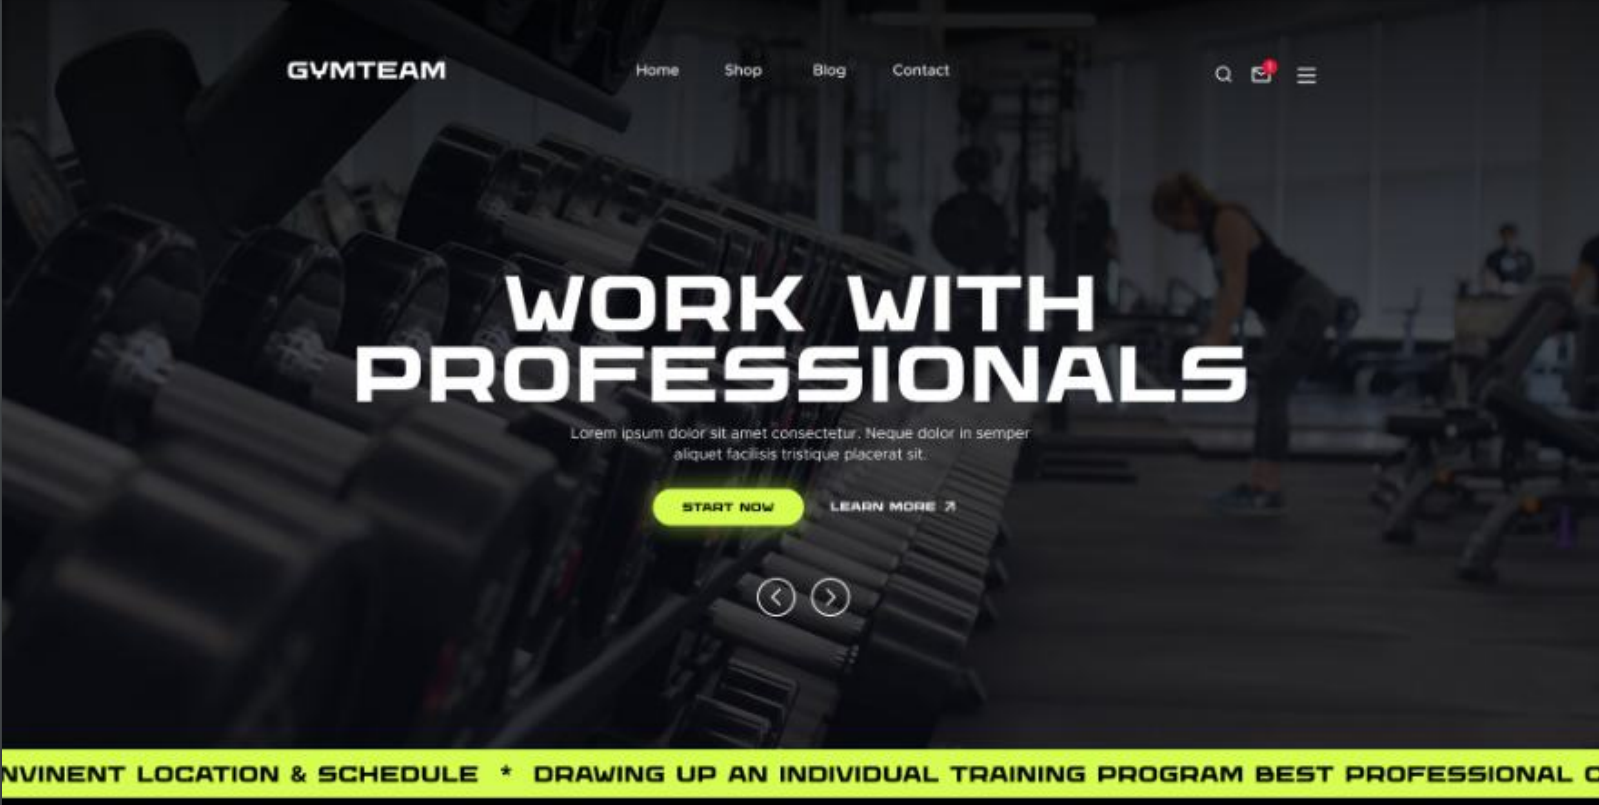 GYMTEAM
Home Shop Blog Contact
WORK WITH
PROFESSIONALS
Lorem ipsum dolor sit amet consectetur. Neque dolor in semper
aliquet facilisis tristique placerat sit.
START NOW LEARN MORE
NVINENT LOCATION & SCHEDULE * DRAWING UP AN INDIVIDUAL TRAINING PROGRAM BEST PROFESSIONAL